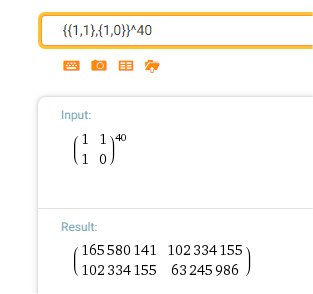 {{1,1},{1,0}}^40
Input:
( 1 1
1 0 )^40
Result:
( 165 580 141 102 334 155
102 334 155 63 245 986 )